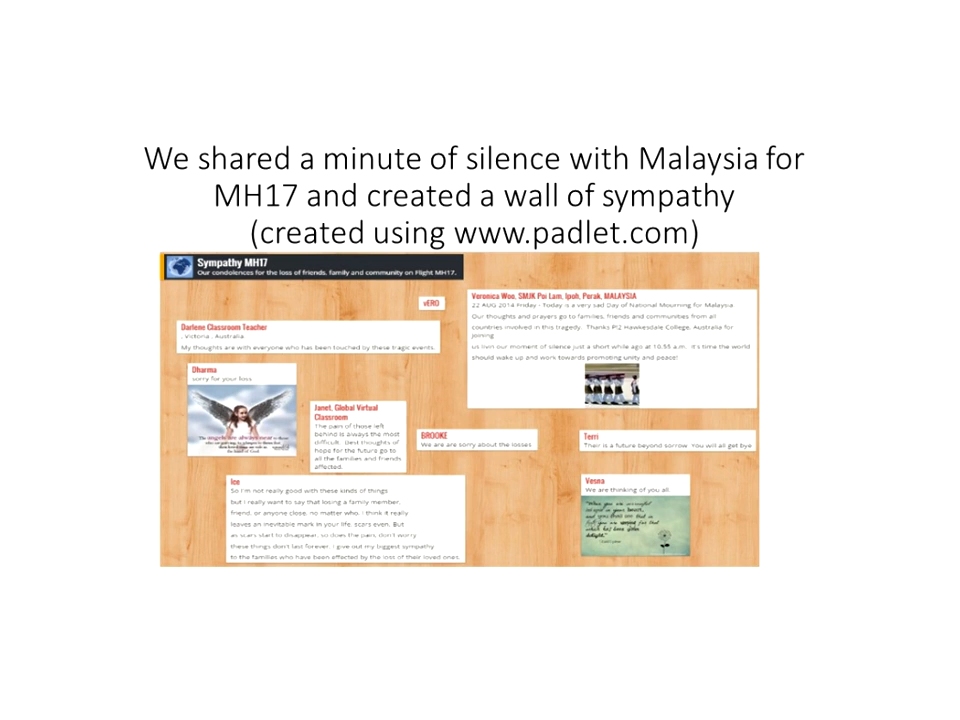 We shared a minute of silence with Malaysia for
MH17 and created a wall of sympathy
(created using www.padlet.com)
Sympathy MH17
Our condolences for the loss of friends, family and community on Flight MH17.
vERO
Veronica Woo, SMJK Poi Lam, Ipoh, Perak, MALAYSIA
22 AUG 2014 Friday - Today is a very sad Day of National Mourning for Malaysia
Our thoughts and prayers go to families, friends and communities from all
countries involved in this tragedy. Thanks P12 Hawkesdale College, Australia for
joining
us in our moment of silence just a short while ago at 10.55 a.m. It's time the world
should wake up and work towards promoting unity and peace!
Darlene Classroom Teacher
, Victoria , Australia
My thoughts are with everyone who has been touched by these tragic events.
Dharma
sorry for your loss
The angels are always near to those
Janet, Global Virtual
Classroom
The pain of those left
behind is always the most
difficult. Best thoughts of
hope for the future go to
all the families and friends
affected.
BROOKE
We are are sorry about the losses
Terri
Their is a future beyond sorrow. You will all get bye
Ice
So I'm not really good with these kinds of things
but I really want to say that losing a family member,
friend, or anyone close, no matter who, I think it really
leaves an inevitable mark in your life, scars even. But
as scars start to disappear, so does the pain, don't worry
these things don't last forever. I give out my biggest sympathy
to the families who have been affected by the loss of their loved ones.
Vesna
We are thinking of you all.
delight."